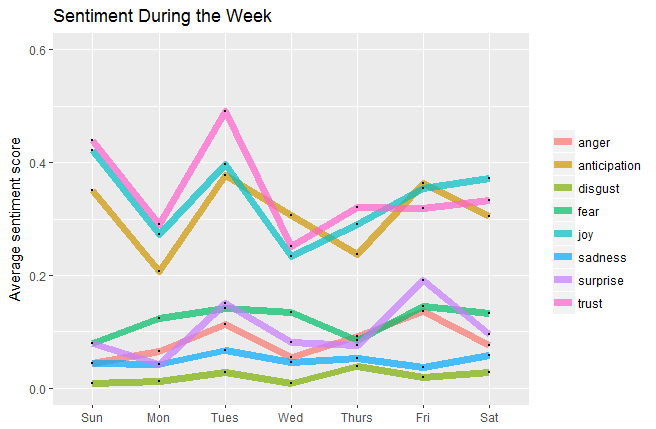 Sentiment During the Week
Average sentiment score
0.6
0.4
0.2
0.0
Sun Mon Tues Wed Thurs Fri Sat
anger
anticipation
disgust
fear
joy
sadness
surprise
trust